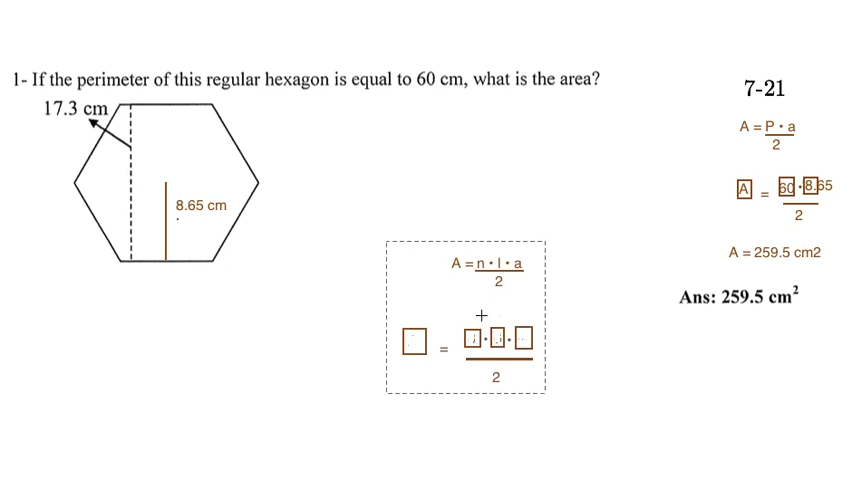 1- If the perimeter of this regular hexagon is equal to 60 cm, what is the area?
17.3 cm
8.65 cm
7-21
A = P · a
2
A = 60 · 8.65
2
A = 259.5 cm2
Ans: 259.5 cm²
A = n · l · a
2
+
=
2